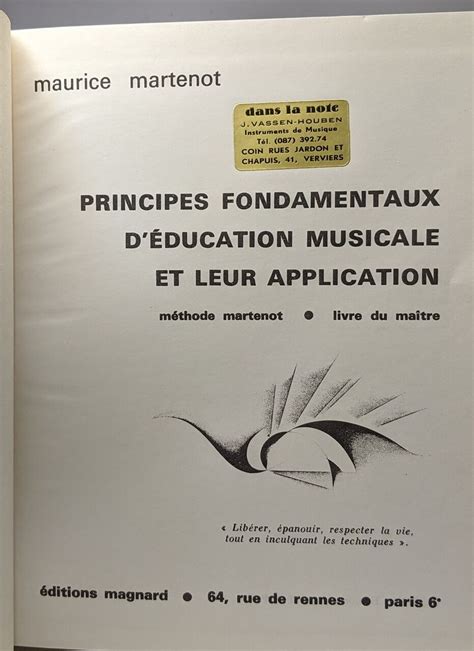 maurice martenot
dans la note
J. VASSEN-HOUBEN
Instruments de Musique
Tél. (087) 392.74
COIN RUES JARDON ET
CHAPUIS, 41, VERVIERS
PRINCIPES FONDAMENTAUX
D'ÉDUCATION MUSICALE
ET LEUR APPLICATION
méthode martenot ● livre du maître
« Libérer, épanouir, respecter la vie,
tout en inculquant les techniques ».
éditions magnard ● 64, rue de rennes ● paris 6e